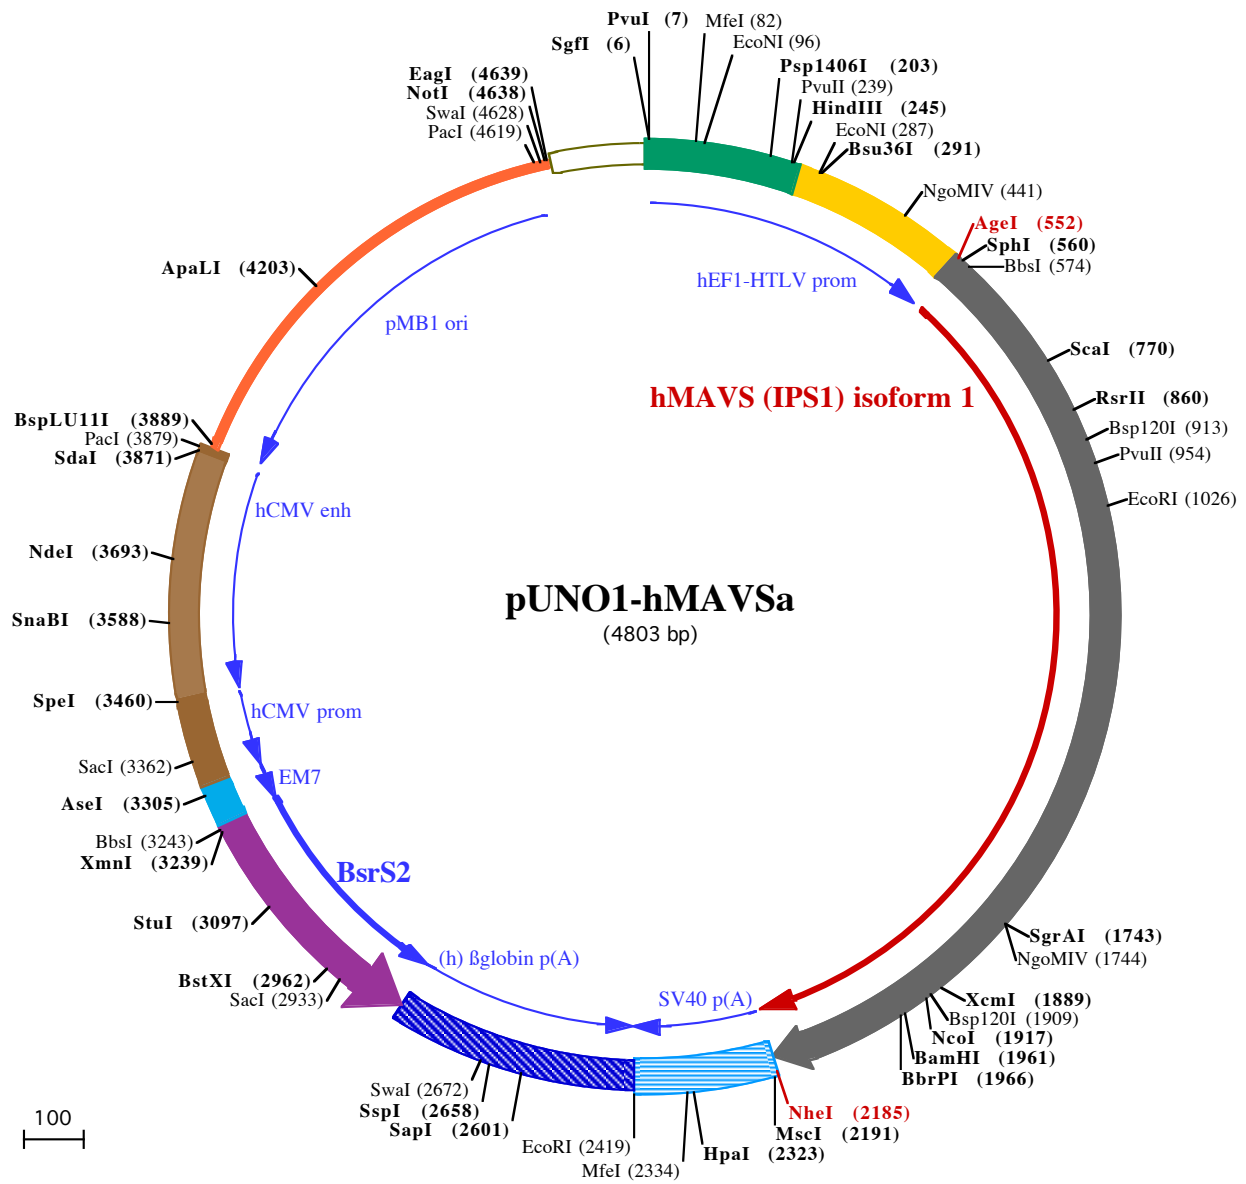 PvuI (7)
MfeI (82)
SgfI (6)
EcoNI (96)
Psp1406I (203)
PvuII (239)
HindIII (245)
EcoNI (287)
Bsu36I (291)
NgoMIV (441)
AgeI (552)
SphI (560)
BbsI (574)
ScaI (770)
RsrII (860)
Bsp120I (913)
PvuII (954)
EcoRI (1026)
SgrAI (1743)
NgoMIV (1744)
XcmI (1889)
Bsp120I (1909)
NcoI (1917)
BamHI (1961)
BbrPI (1966)
NheI (2185)
MscI (2191)
HpaI (2323)
MfeI (2334)
EcoRI (2419)
SapI (2601)
SspI (2658)
SwaI (2672)
SacI (2933)
BstXI (2962)
StuI (3097)
XmnI (3239)
BbsI (3243)
AseI (3305)
SacI (3362)
SpeI (3460)
SnaBI (3588)
NdeI (3693)
SdaI (3871)
PacI (3879)
BspLU11I (3889)
ApaLI (4203)
PacI (4619)
SwaI (4628)
NotI (4638)
EagI (4639)
hEF1-HTLV prom
hMAVS (IPS1) isoform 1
SV40 p(A)
(h) ßglobin p(A)
BsrS2
EM7
hCMV prom
hCMV enh
pMB1 ori
pUNO1-hMAVSa
(4803 bp)
100